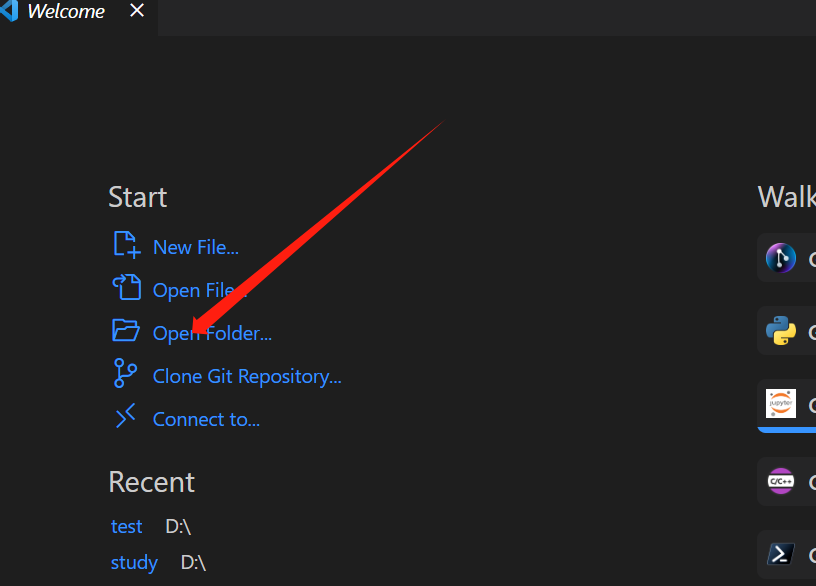 Welcome
Start
New File...
Open File...
Open Folder...
Clone Git Repository...
Connect to...
Recent
test D:\
study D:\
Walk
jupyter
C/C++